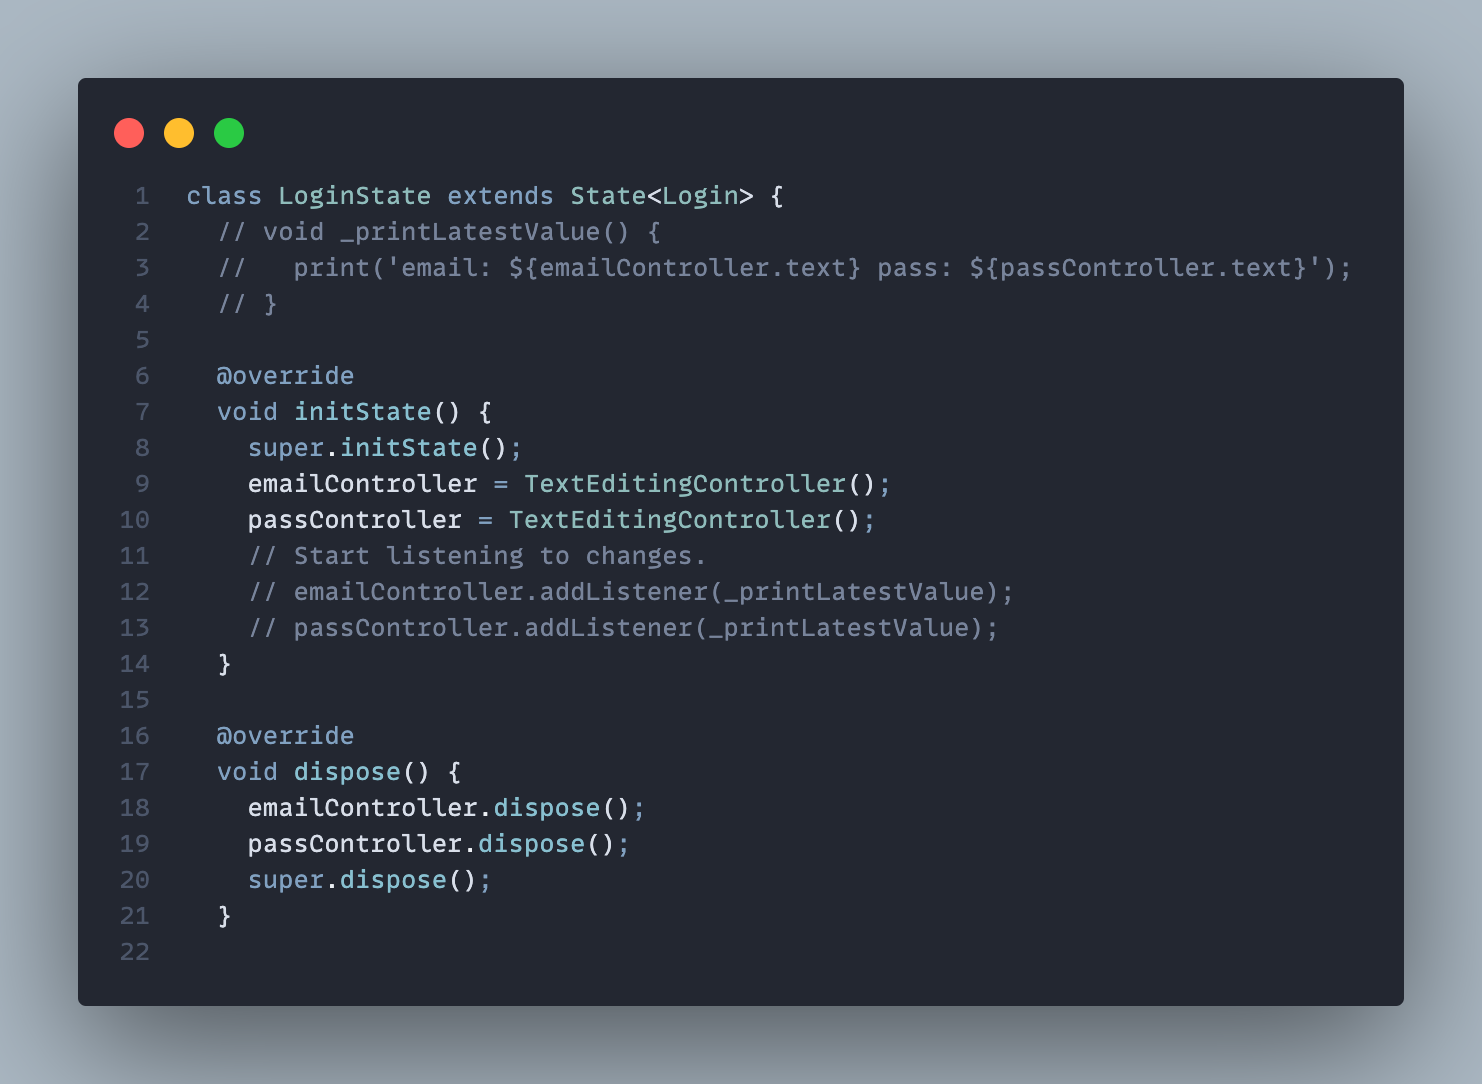 1 class LoginState extends State<Login> {
2   // void _printLatestValue() {
3   //   print('email: ${emailController.text} pass: ${passController.text}');
4   // }
5
6   @override
7   void initState() {
8     super.initState();
9     emailController = TextEditingController();
10     passController = TextEditingController();
11     // Start listening to changes.
12     // emailController.addListener(_printLatestValue);
13     // passController.addListener(_printLatestValue);
14   }
15
16   @override
17   void dispose() {
18     emailController.dispose();
19     passController.dispose();
20     super.dispose();
21   }
22